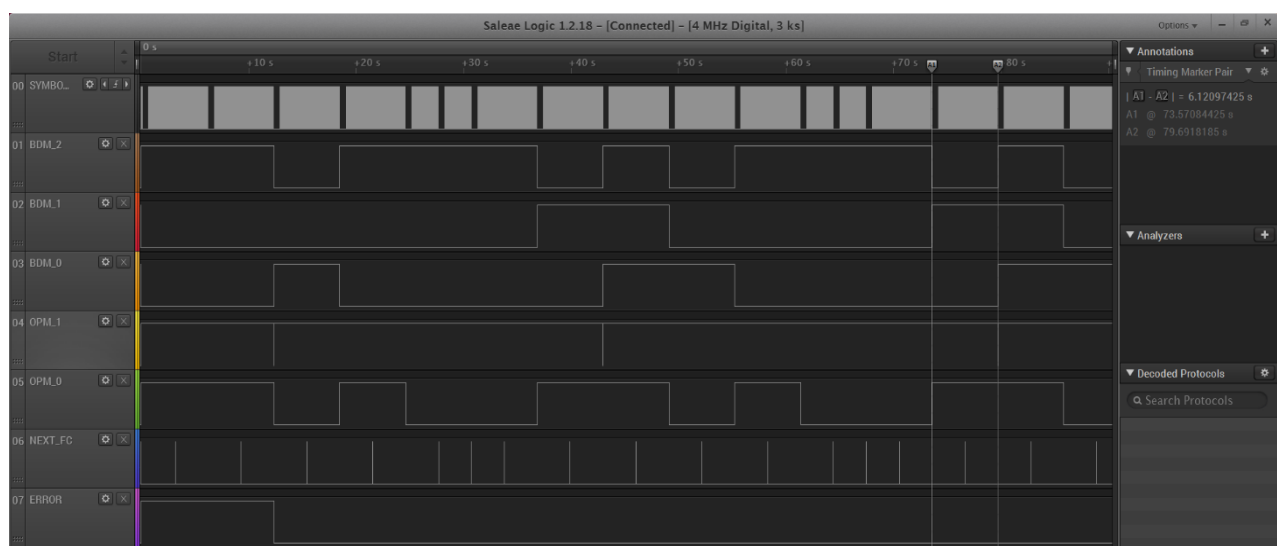 Saleae Logic 1.2.18 – [Connected] – [4 MHz Digital, 3 ks]
Options
Start
0 s
+10 s
+20 s
+30 s
+40 s
+50 s
+60 s
+70 s
A1
A2
80 s
00 SYMBO...
01 BDM_2
02 BDM_1
03 BDM_0
04 OPM_1
05 OPM_0
06 NEXT_FC
07 ERROR
Annotations
Timing Marker Pair
| A1 - A2 | = 6.12097425 s
A1 @ 73.57084425 s
A2 @ 79.6918185 s
Analyzers
Decoded Protocols
Search Protocols